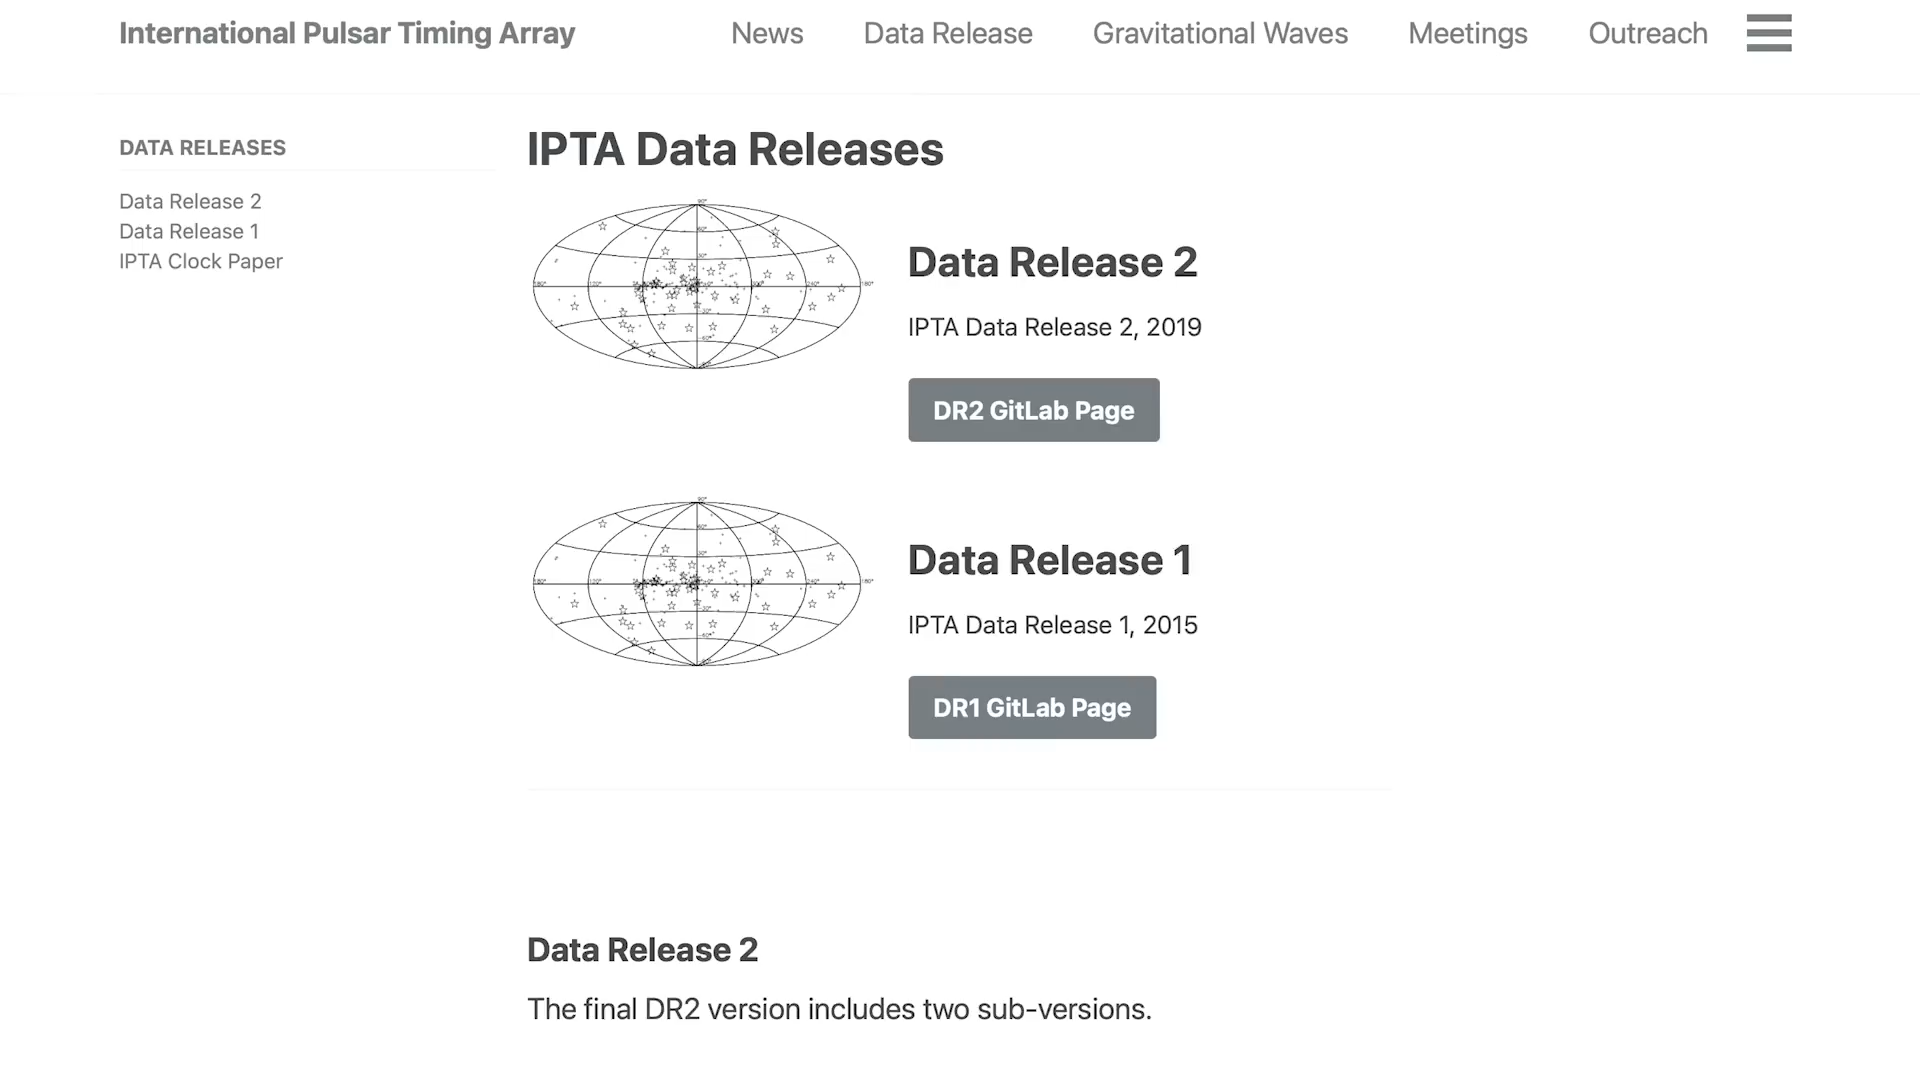 International Pulsar Timing Array
News
Data Release
Gravitational Waves
Meetings
Outreach
DATA RELEASES
Data Release 2
Data Release 1
IPTA Clock Paper
IPTA Data Releases
Data Release 2
IPTA Data Release 2, 2019
DR2 GitLab Page
Data Release 1
IPTA Data Release 1, 2015
DR1 GitLab Page
Data Release 2
The final DR2 version includes two sub-versions.